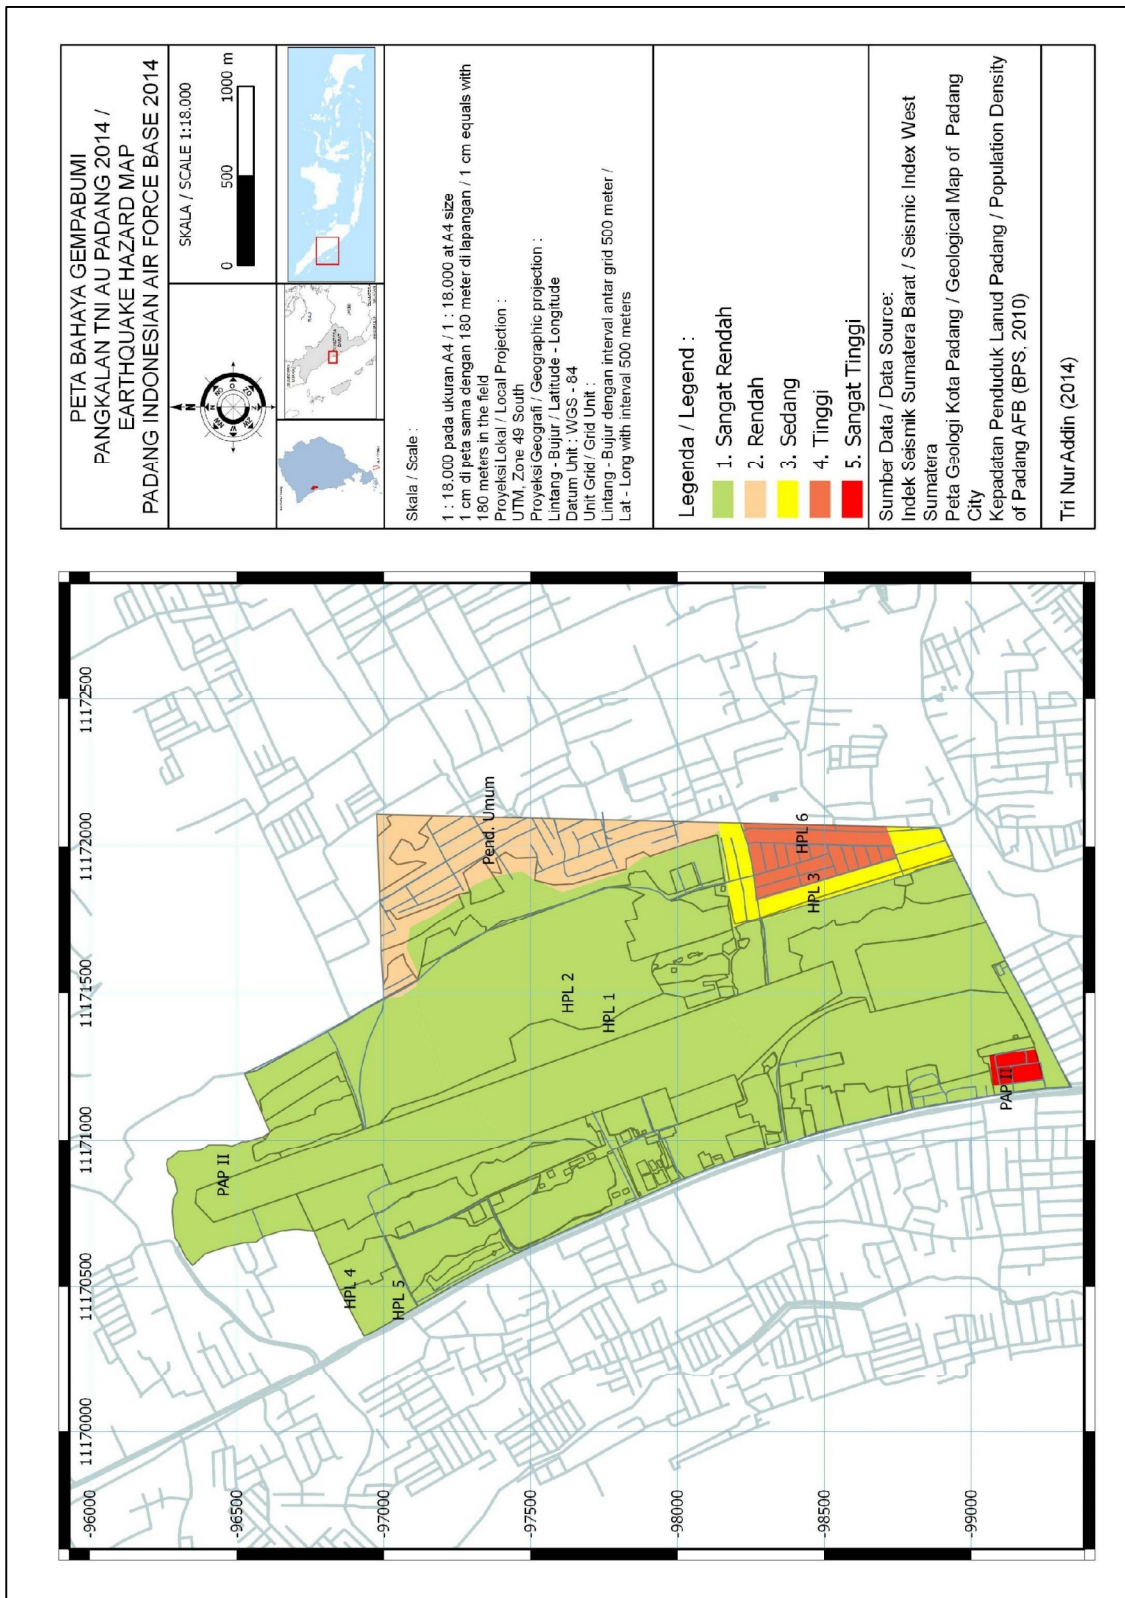 PETA BAHAYA GEMPABUMI
PANGKALAN TNI AU PADANG 2014 /
EARTHQUAKE HAZARD MAP
PADANG INDONESIAN AIR FORCE BASE 2014
SKALA / SCALE 1:18.000
0 500 1000 m
N
Skala / Scale :
1 : 18.000 pada ukuran A4 / 1 : 18.000 at A4 size
1 cm di peta sama dengan 180 meter di lapangan / 1 cm equals with
180 meters in the field
Proyeksi Lokal / Local Projection :
UTM, Zone 49 South
Proyeksi Geografi / Geographic projection :
Lintang - Bujur / Latitude - Longitude
Datum Unit : WGS - 84
Unit Grid / Grid Unit :
Lintang - Bujur dengan interval antar grid 500 meter /
Lat - Long with interval 500 meters
Legenda / Legend :
1. Sangat Rendah
2. Rendah
3. Sedang
4. Tinggi
5. Sangat Tinggi
Sumber Data / Data Source:
Indek Seismik Sumatera Barat / Seismic Index West
Sumatera
Peta Geologi Kota Padang / Geological Map of Padang
City
Kepadatan Penduduk Lanud Padang / Population Density
of Padang AFB (BPS, 2010)
Tri Nur Addin (2014)
11170000
11170500
11171000
11171500
11172000
11172500
-96000
-96500
-97000
-97500
-98000
-98500
-99000
PAP II
HPL 4
HPL 5
Pend. Umum
HPL 2
HPL 1
HPL 3
HPL 6
PAP II